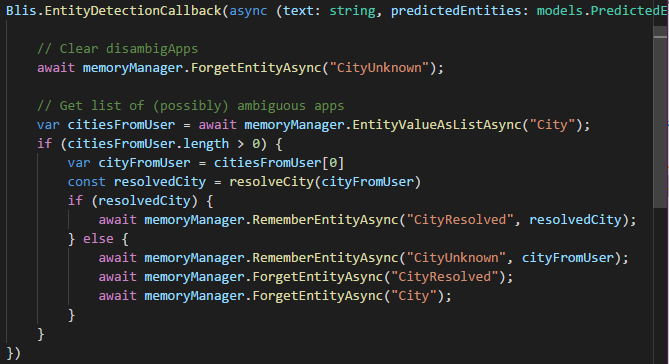 Blis.EntityDetectionCallback(async (text: string, predictedEntities: models.PredictedE
// Clear disambigApps
await memoryManager.ForgetEntityAsync("CityUnknown");
// Get list of (possibly) ambiguous apps
var citiesFromUser = await memoryManager.EntityValueAsListAsync("City");
if (citiesFromUser.length > 0) {
var cityFromUser = citiesFromUser[0]
const resolvedCity = resolveCity(cityFromUser)
if (resolvedCity) {
await memoryManager.RememberEntityAsync("CityResolved", resolvedCity);
} else {
await memoryManager.RememberEntityAsync("CityUnknown", cityFromUser);
await memoryManager.ForgetEntityAsync("CityResolved");
await memoryManager.ForgetEntityAsync("City");
}
}
})